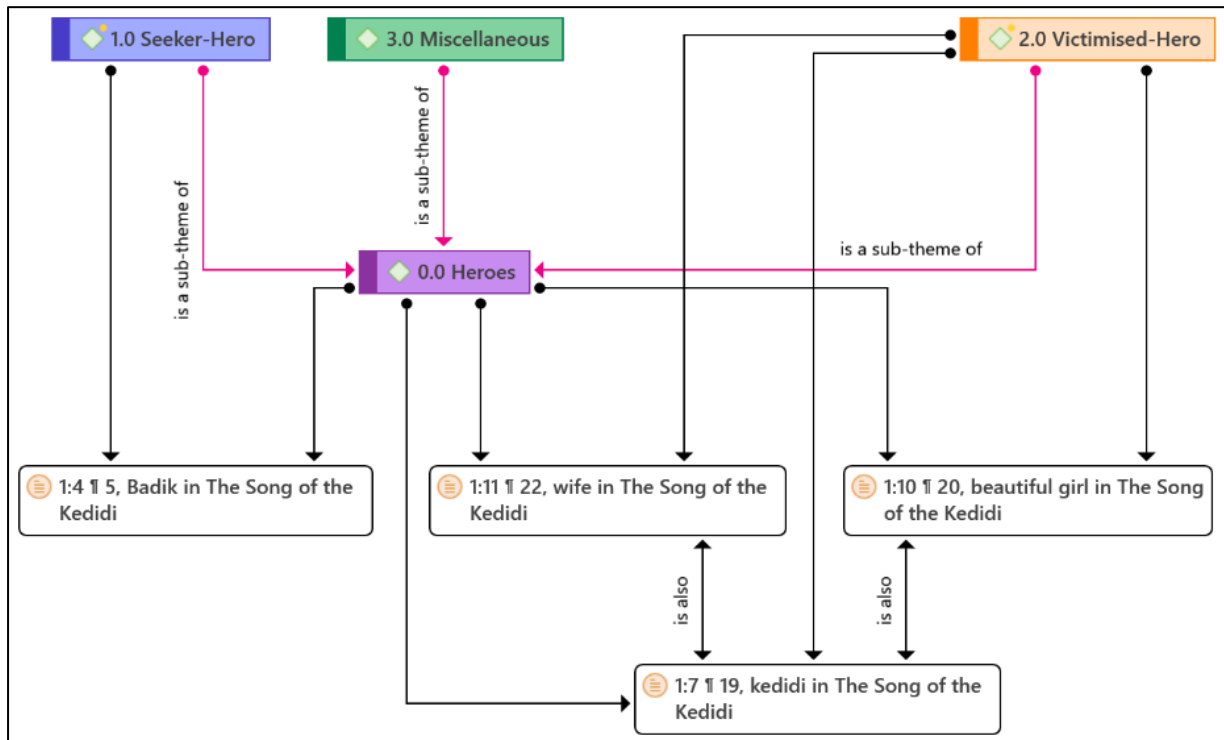 1.0 Seeker-Hero
3.0 Miscellaneous
2.0 Victimised-Hero
is a sub-theme of
is a sub-theme of
is a sub-theme of
0.0 Heroes
1:4 ¶ 5, Badik in The Song of the
Kedidi
1:11 ¶ 22, wife in The Song of the
Kedidi
1:10 ¶ 20, beautiful girl in The Song
of the Kedidi
is also
is also
1:7 ¶ 19, kedidi in The Song of the
Kedidi